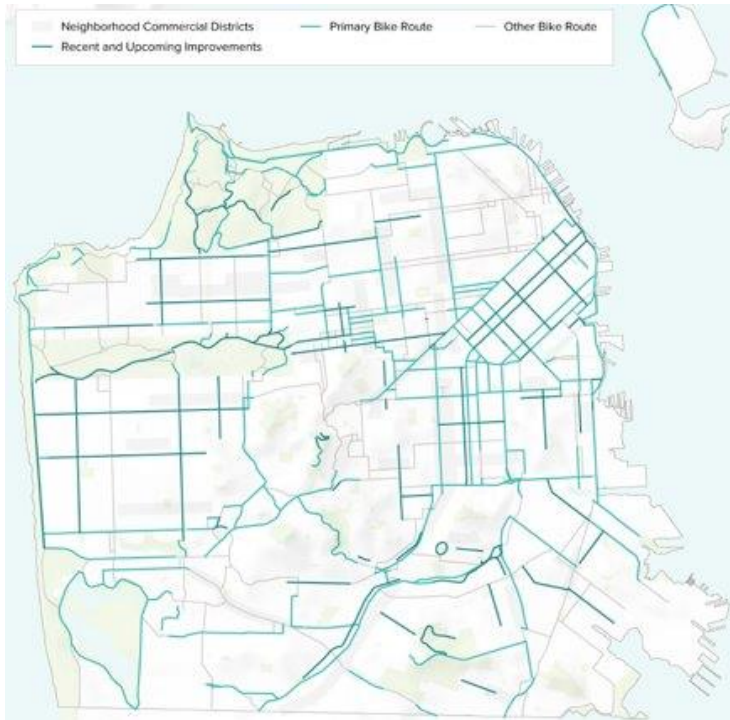 Neighborhood Commercial Districts Primary Bike Route Other Bike Route
Recent and Upcoming Improvements